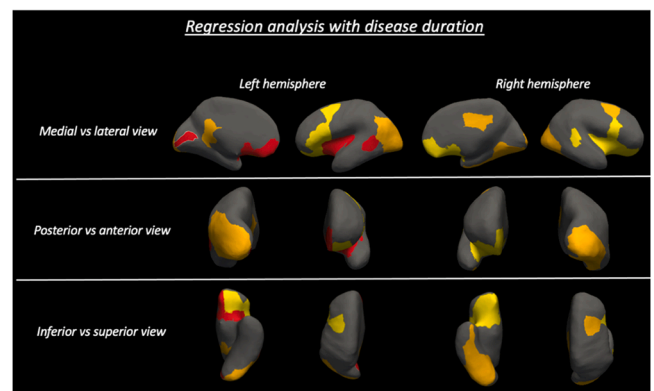 Regression analysis with disease duration
Left hemisphere
Right hemisphere
Medial vs lateral view
Posterior vs anterior view
Inferior vs superior view